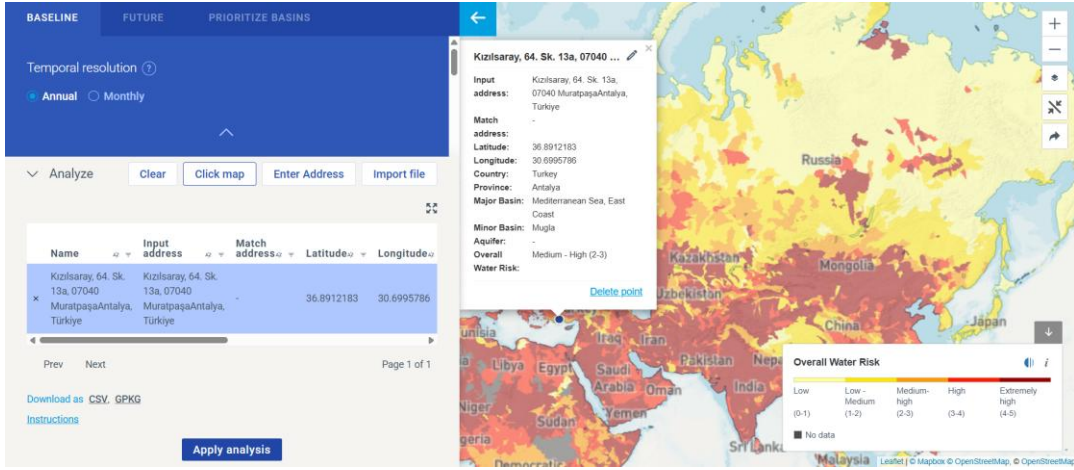 BASELINE
FUTURE
PRIORITIZE BASINS
Temporal resolution ?
Annual
Monthly
Analyze
Clear
Click map
Enter Address
Import file
Name
Input
address
Match
address
Latitude
Longitude
×
Kızılsaray, 64. Sk.
13a, 07040
MuratpaşaAntalya,
Türkiye
Kızılsaray, 64. Sk.
13a, 07040
MuratpaşaAntalya,
Türkiye
-
36.8912183
30.6995786
Prev
Next
Page 1 of 1
Download as CSV, GPKG
Instructions
Apply analysis
Kızılsaray, 64. Sk. 13a, 07040 ...
×
Input
address:
Kızılsaray, 64. Sk. 13a,
07040 MuratpaşaAntalya,
Türkiye
Match
address:
-
Latitude: 36.8912183
Longitude: 30.6995786
Country: Turkey
Province: Antalya
Major Basin: Mediterranean Sea, East
Coast
Minor Basin: Mugla
Aquifer: -
Overall
Water Risk:
Medium - High (2-3)
Delete point
+
−
Russia
Kazakhstan
Mongolia
Uzbekistan
China
Japan
unisia
Iraq
Iran
Libya
Egypt
Saudi
Arabia
Oman
Pakistan
Nepa
India
Niger
Sudan
Yemen
geria
Democratic
Sri Lanka
Malaysia
Overall Water Risk
i
Low
(0-1)
Low -
Medium
(1-2)
Medium-
high
(2-3)
High
(3-4)
Extremely
high
(4-5)
No data
Leaflet | © Mapbox © OpenStreetMap, © OpenStreetMap